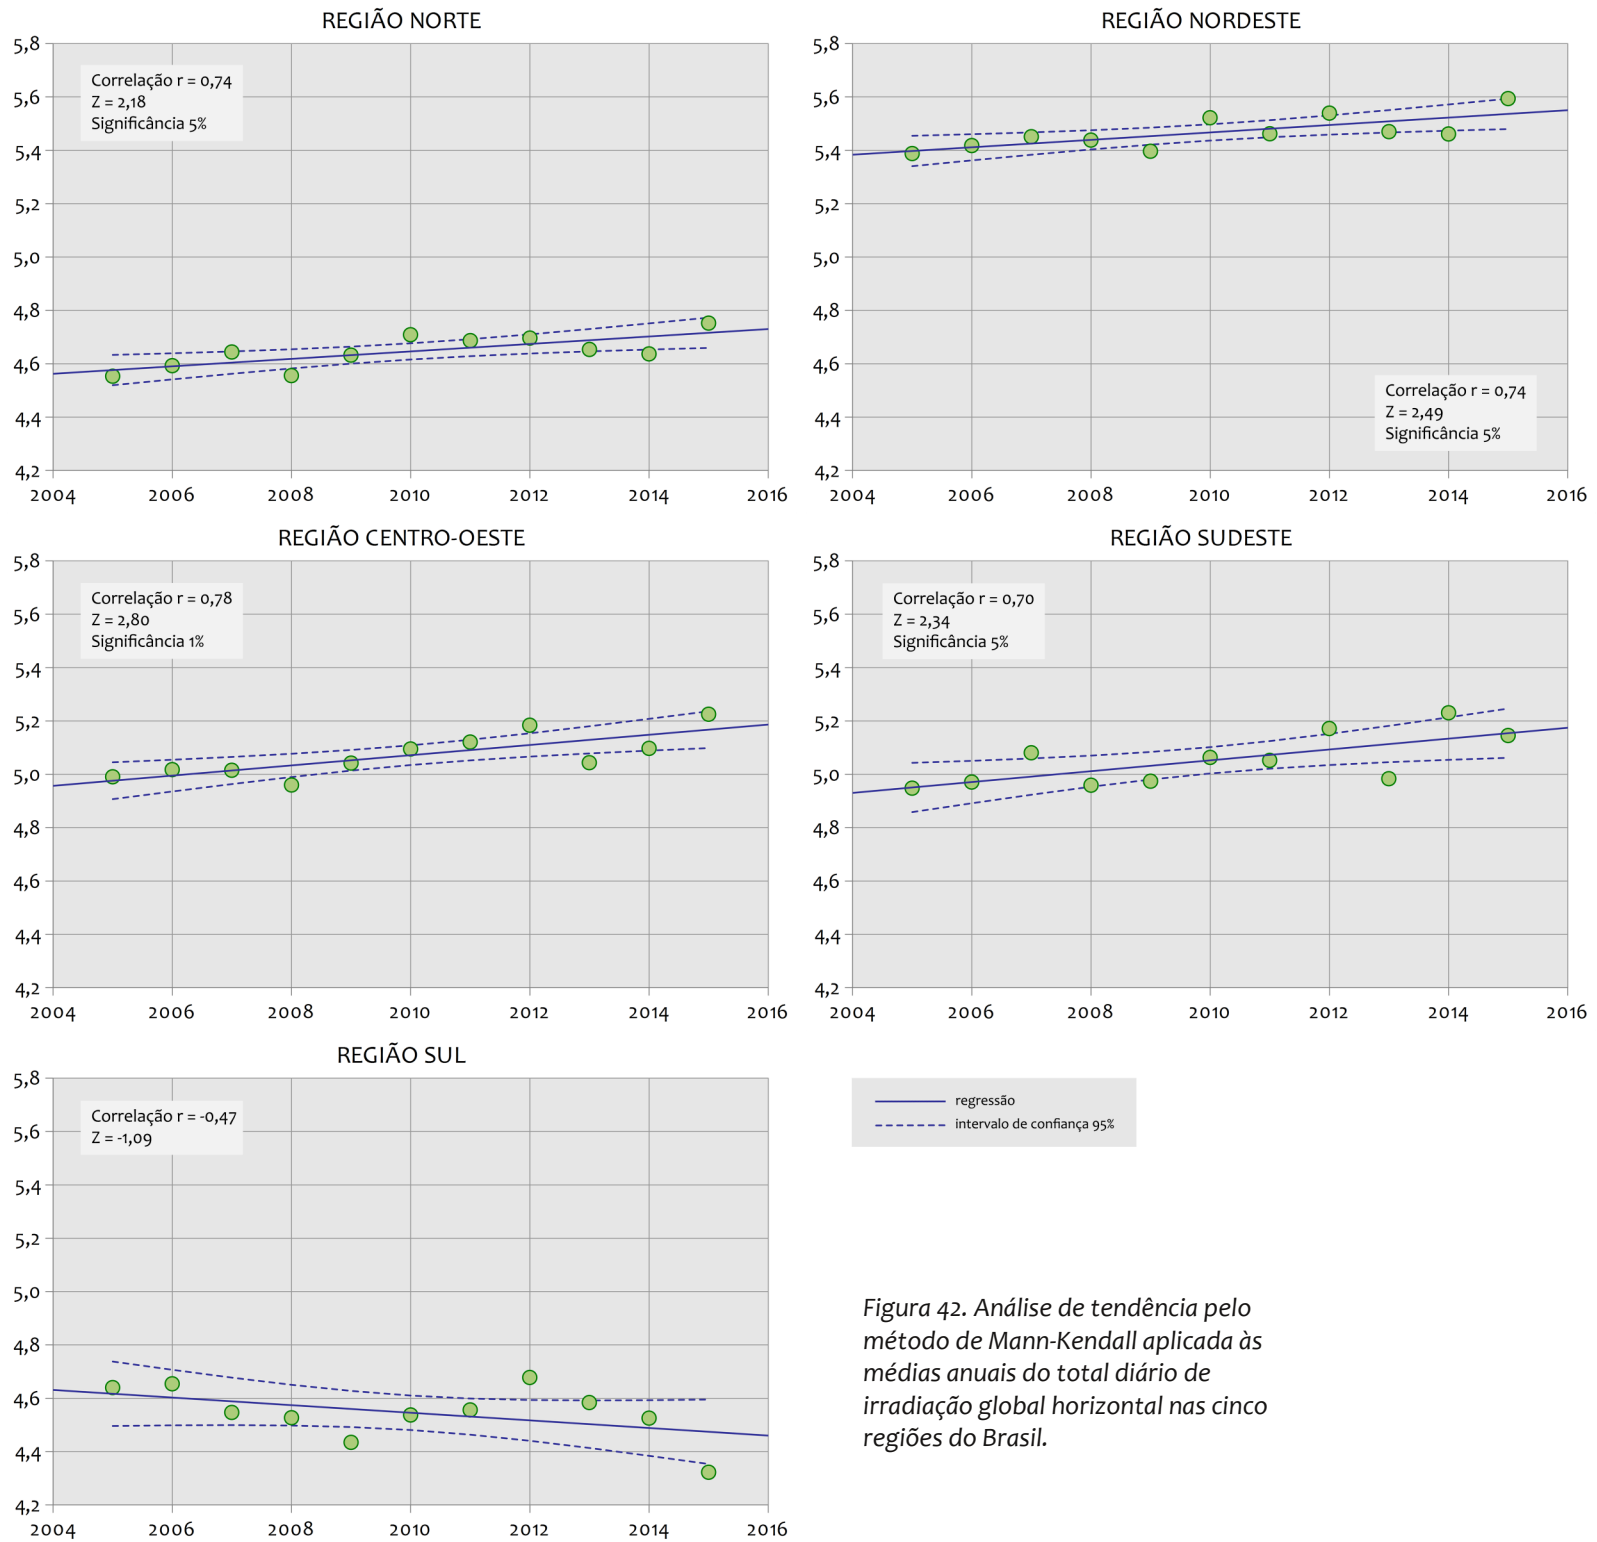 REGIÃO NORTE
5,8
5,6
5,4
5,2
5,0
4,8
4,6
4,4
4,2
Correlação r = 0,74
Z = 2,18
Significância 5%
2004 2006 2008 2010 2012 2014 2016
REGIÃO NORDESTE
5,8
5,6
5,4
5,2
5,0
4,8
4,6
4,4
4,2
Correlação r = 0,74
Z = 2,49
Significância 5%
2004 2006 2008 2010 2012 2014 2016
REGIÃO CENTRO-OESTE
5,8
5,6
5,4
5,2
5,0
4,8
4,6
4,4
4,2
Correlação r = 0,78
Z = 2,80
Significância 1%
2004 2006 2008 2010 2012 2014 2016
REGIÃO SUDESTE
5,8
5,6
5,4
5,2
5,0
4,8
4,6
4,4
4,2
Correlação r = 0,70
Z = 2,34
Significância 5%
2004 2006 2008 2010 2012 2014 2016
REGIÃO SUL
5,8
5,6
5,4
5,2
5,0
4,8
4,6
4,4
4,2
Correlação r = -0,47
Z = -1,09
2004 2006 2008 2010 2012 2014 2016
regressão
intervalo de confiança 95%
Figura 42. Análise de tendência pelo
método de Mann-Kendall aplicada às
médias anuais do total diário de
irradiação global horizontal nas cinco
regiões do Brasil.